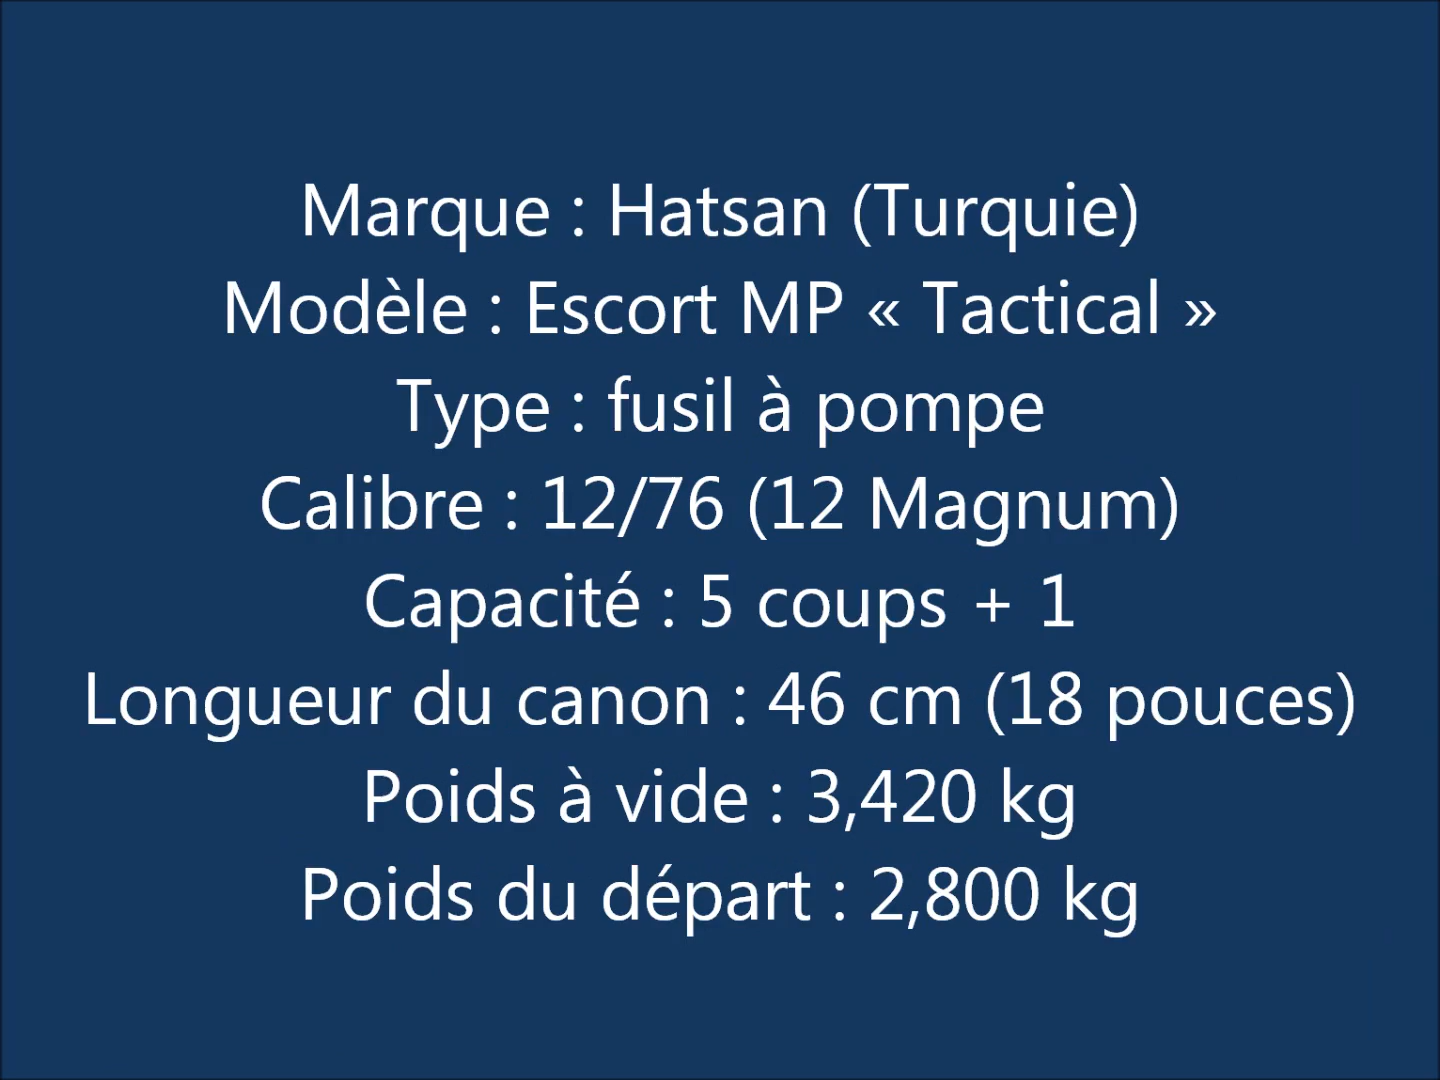 Marque : Hatsan (Turquie)
Modèle : Escort MP « Tactical »
Type : fusil à pompe
Calibre : 12/76 (12 Magnum)
Capacité : 5 coups + 1
Longueur du canon : 46 cm (18 pouces)
Poids à vide : 3,420 kg
Poids du départ : 2,800 kg